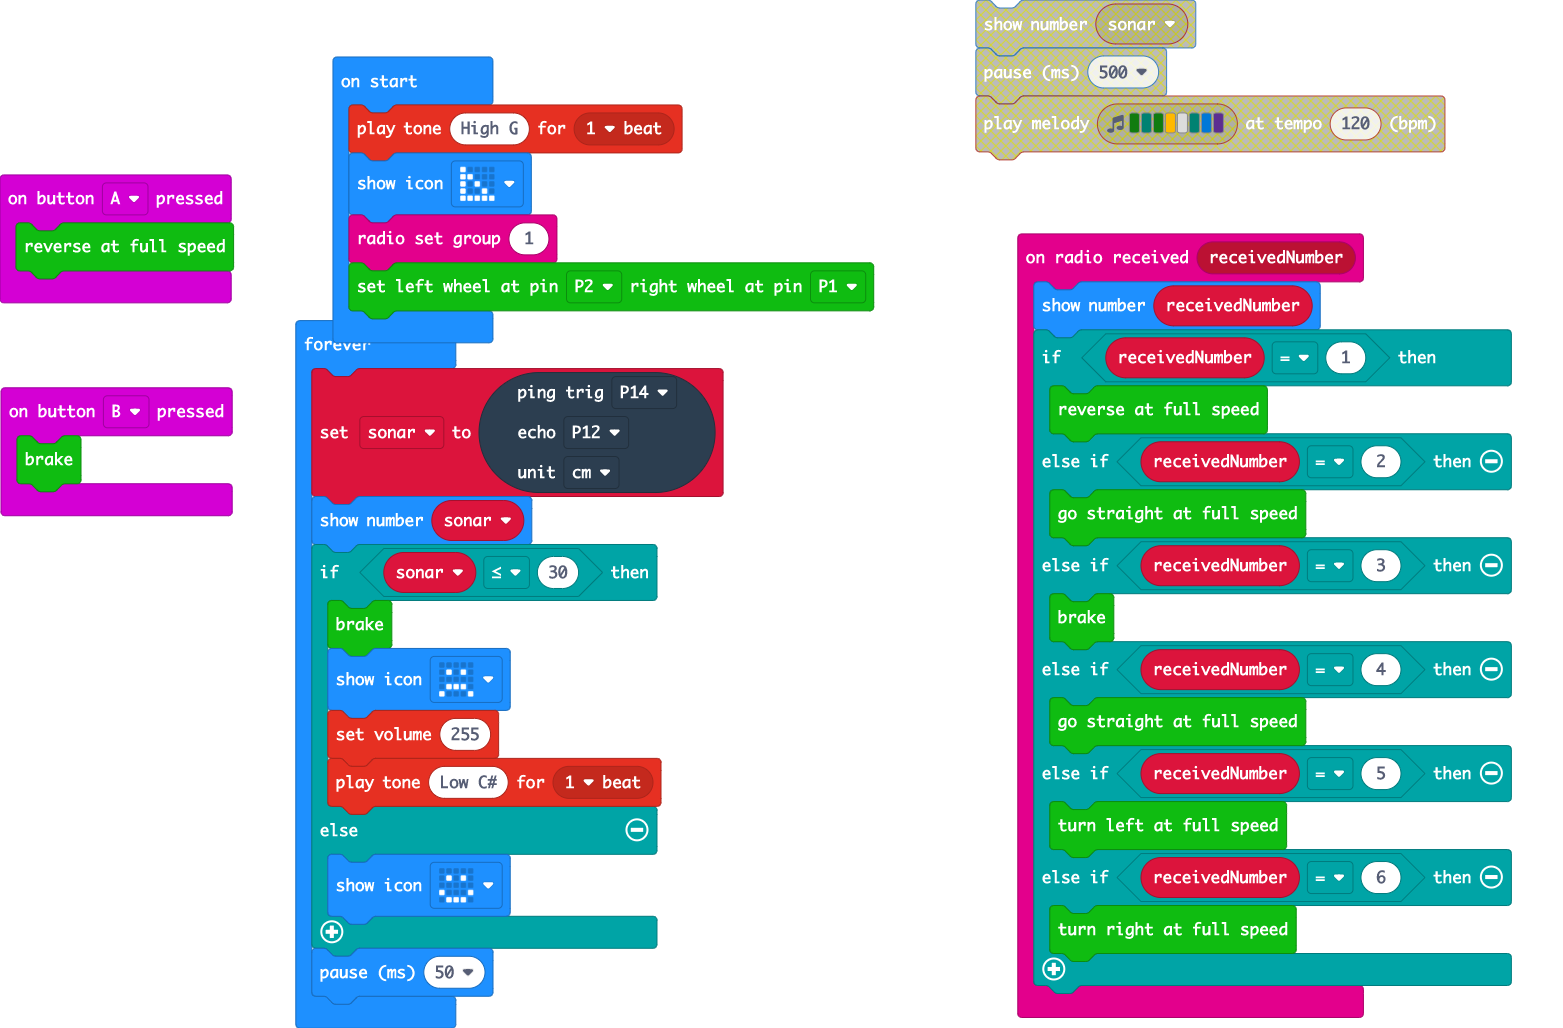 show number sonar
pause (ms) 500
play melody at tempo 120 (bpm)
on start
play tone High G for 1 beat
show icon
radio set group 1
set left wheel at pin P2 right wheel at pin P1
on button A pressed
reverse at full speed
on button B pressed
brake
forever
set sonar to ping trig P14
echo P12
unit cm
show number sonar
if sonar ≤ 30 then
brake
show icon
set volume 255
play tone Low C# for 1 beat
else
show icon
pause (ms) 50
on radio received receivedNumber
show number receivedNumber
if receivedNumber = 1 then
reverse at full speed
else if receivedNumber = 2 then
go straight at full speed
else if receivedNumber = 3 then
brake
else if receivedNumber = 4 then
go straight at full speed
else if receivedNumber = 5 then
turn left at full speed
else if receivedNumber = 6 then
turn right at full speed